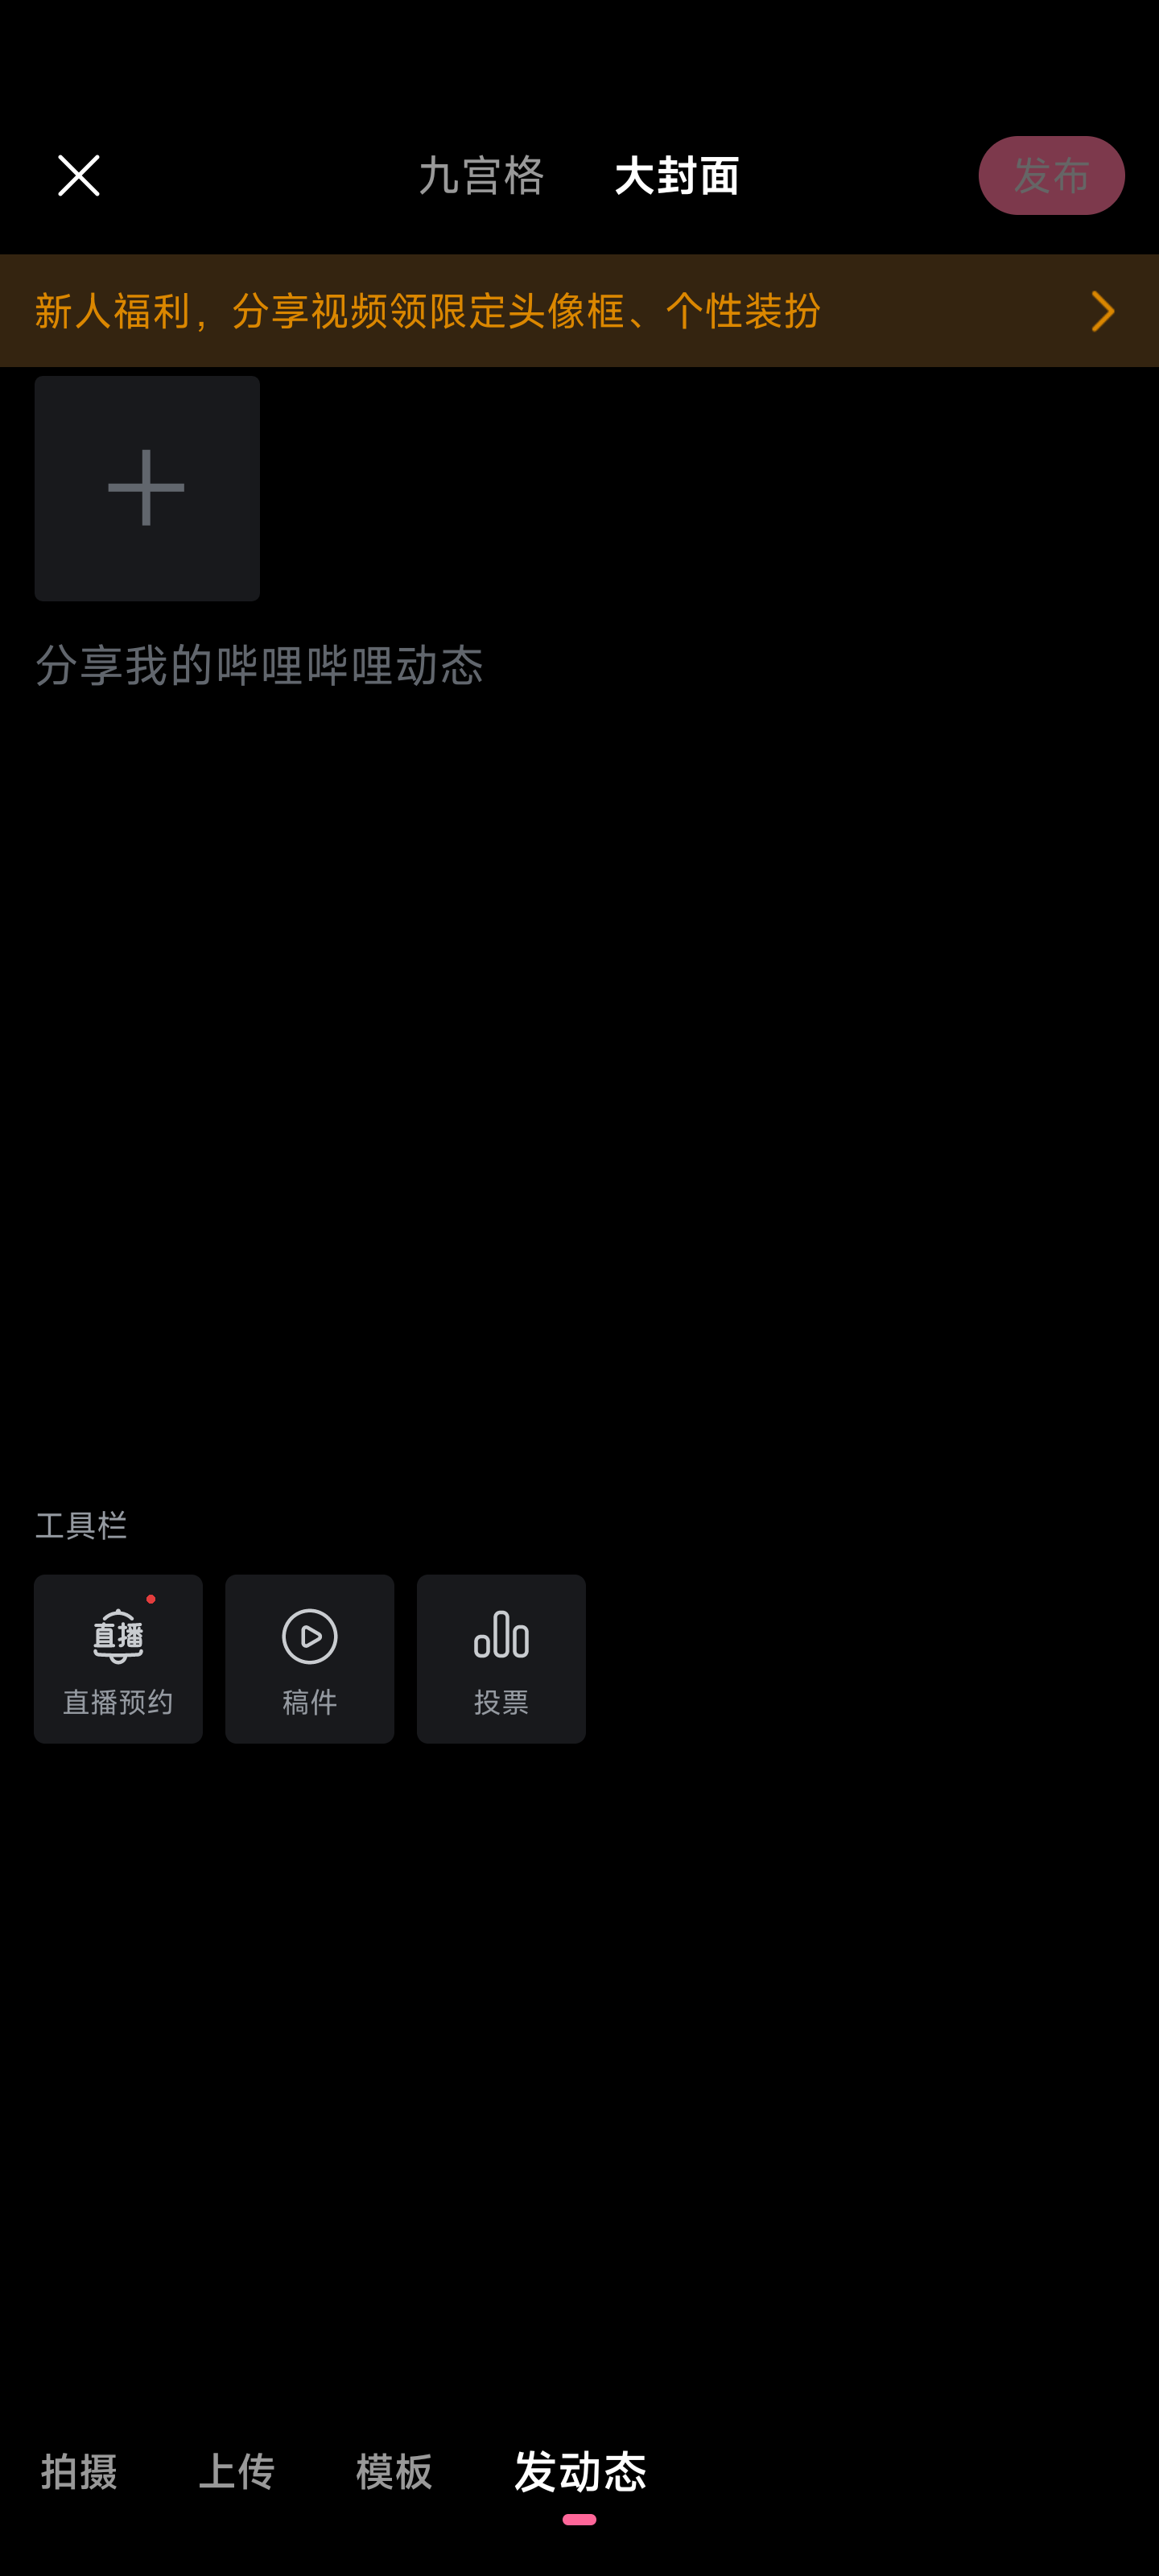 九宫格 大封面 发布
新人福利，分享视频领限定头像框、个性装扮
分享我的哔哩哔哩动态
工具栏
直播
直播预约 稿件 投票
拍摄 上传 模板 发动态